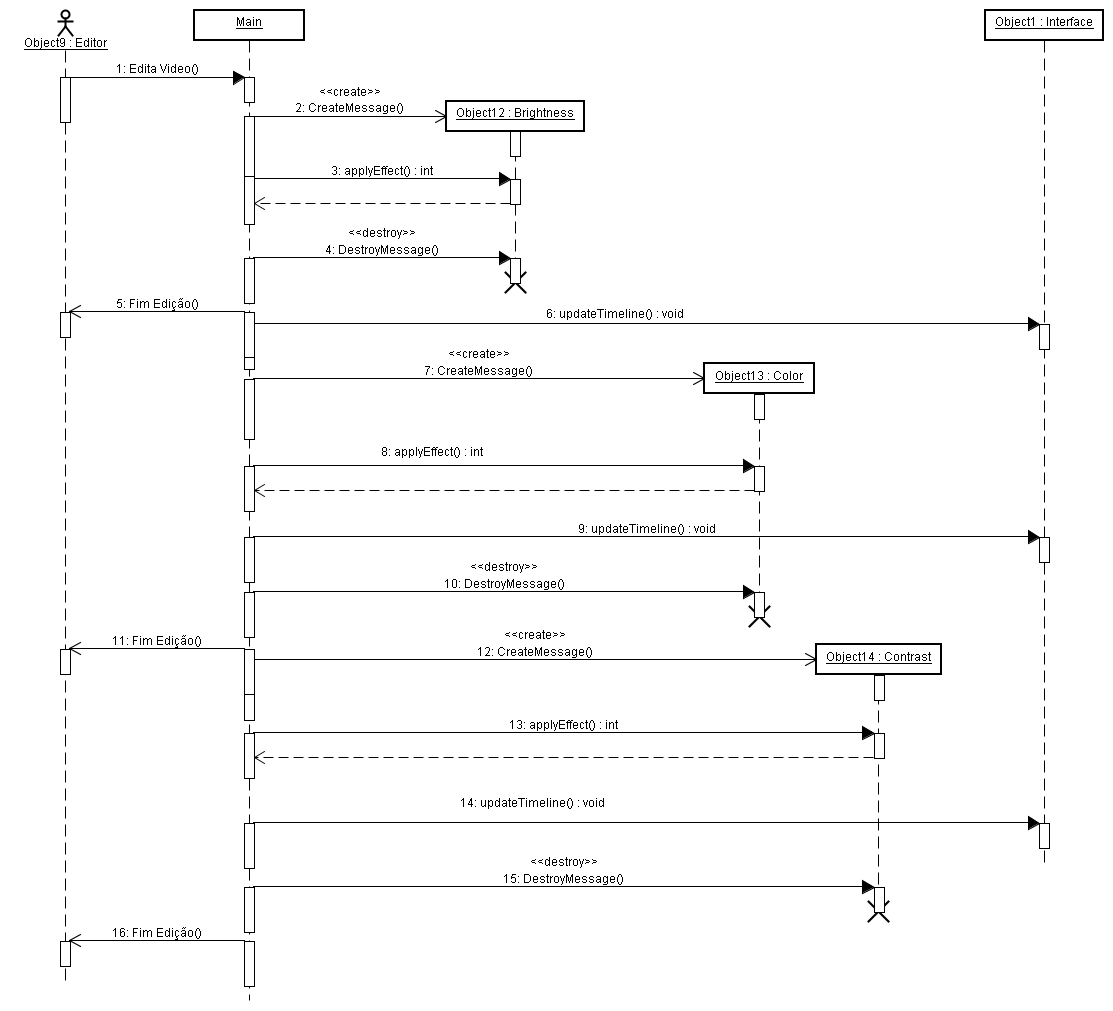 Object9 : Editor
Main
Object1 : Interface
1: Edita Video()
<<create>>
2: CreateMessage()
Object12 : Brightness
3: applyEffect() : int
<<destroy>>
4: DestroyMessage()
5: Fim Edição()
6: updateTimeline() : void
<<create>>
7: CreateMessage()
Object13 : Color
8: applyEffect() : int
9: updateTimeline() : void
<<destroy>>
10: DestroyMessage()
11: Fim Edição()
<<create>>
12: CreateMessage()
Object14 : Contrast
13: applyEffect() : int
14: updateTimeline() : void
<<destroy>>
15: DestroyMessage()
16: Fim Edição()